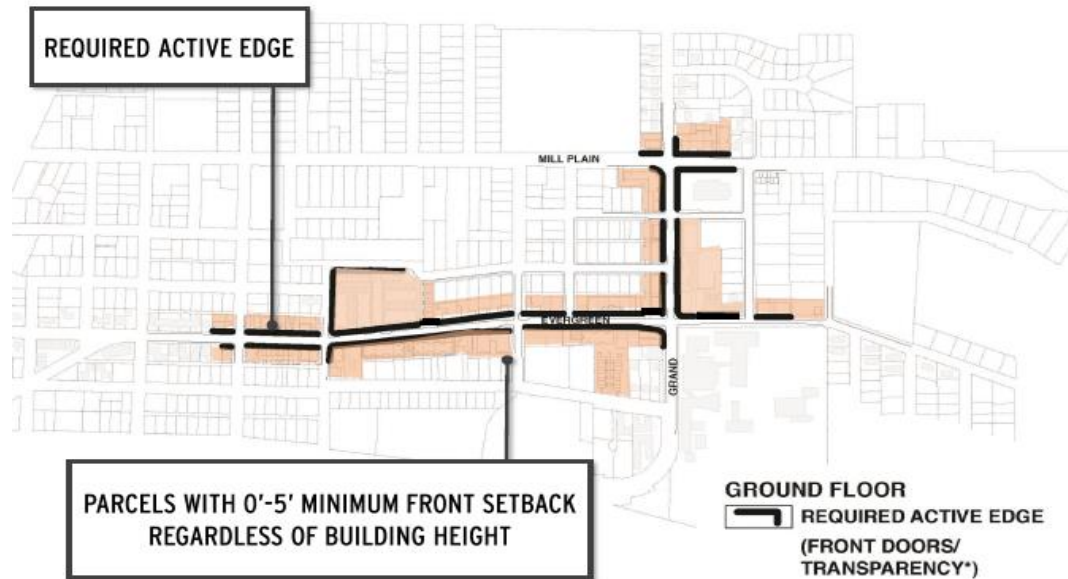 REQUIRED ACTIVE EDGE
MILL PLAIN
EVERGREEN
GRAND
PARCELS WITH 0'-5' MINIMUM FRONT SETBACK
REGARDLESS OF BUILDING HEIGHT
GROUND FLOOR
REQUIRED ACTIVE EDGE
(FRONT DOORS/
TRANSPARENCY*)